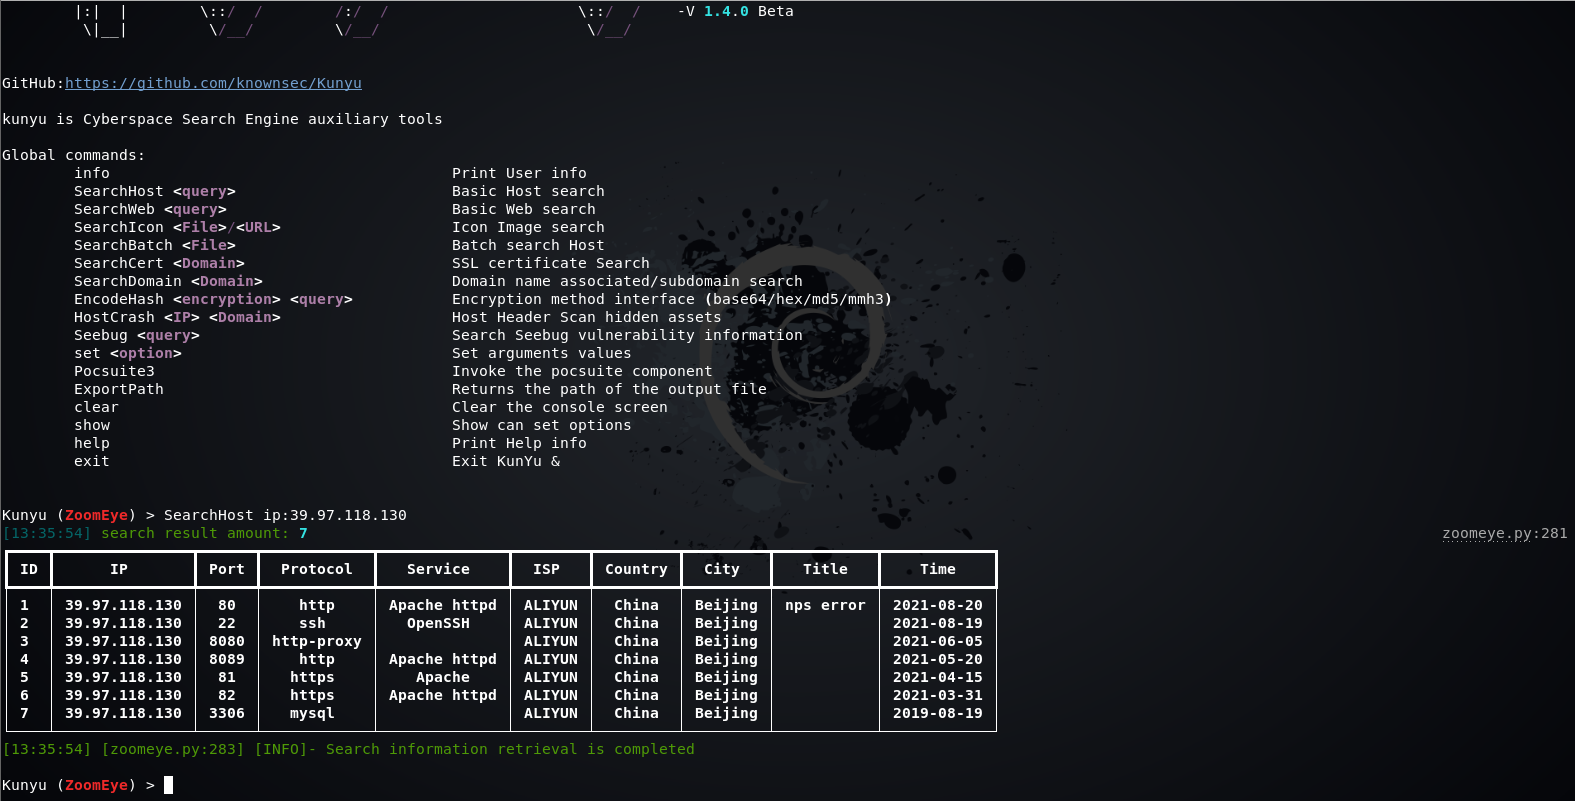 |:|  |        \::/  /        /:/  /                     \::/  /    -V 1.4.0 Beta
\|__|         \/__/         \/__/                       \/__/
GitHub:https://github.com/knownsec/Kunyu
kunyu is Cyberspace Search Engine auxiliary tools
Global commands:
info Print User info
SearchHost <query> Basic Host search
SearchWeb <query> Basic Web search
SearchIcon <File>/<URL> Icon Image search
SearchBatch <File> Batch search Host
SearchCert <Domain> SSL certificate Search
SearchDomain <Domain> Domain name associated/subdomain search
EncodeHash <encryption> <query> Encryption method interface (base64/hex/md5/mmh3)
HostCrash <IP> <Domain> Host Header Scan hidden assets
Seebug <query> Search Seebug vulnerability information
set <option> Set arguments values
Pocsuite3 Invoke the pocsuite component
ExportPath Returns the path of the output file
clear Clear the console screen
show Show can set options
help Print Help info
exit Exit KunYu &
Kunyu (ZoomEye) > SearchHost ip:39.97.118.130
[13:35:54] search result amount: 7 zoomeye.py:281
ID IP Port Protocol Service ISP Country City Title Time
1 39.97.118.130 80 http Apache httpd ALIYUN China Beijing nps error 2021-08-20
2 39.97.118.130 22 ssh OpenSSH ALIYUN China Beijing 2021-08-19
3 39.97.118.130 8080 http-proxy ALIYUN China Beijing 2021-06-05
4 39.97.118.130 8089 http Apache httpd ALIYUN China Beijing 2021-05-20
5 39.97.118.130 81 https Apache ALIYUN China Beijing 2021-04-15
6 39.97.118.130 82 https Apache httpd ALIYUN China Beijing 2021-03-31
7 39.97.118.130 3306 mysql ALIYUN China Beijing 2019-08-19
[13:35:54] [zoomeye.py:283] [INFO]- Search information retrieval is completed
Kunyu (ZoomEye) >